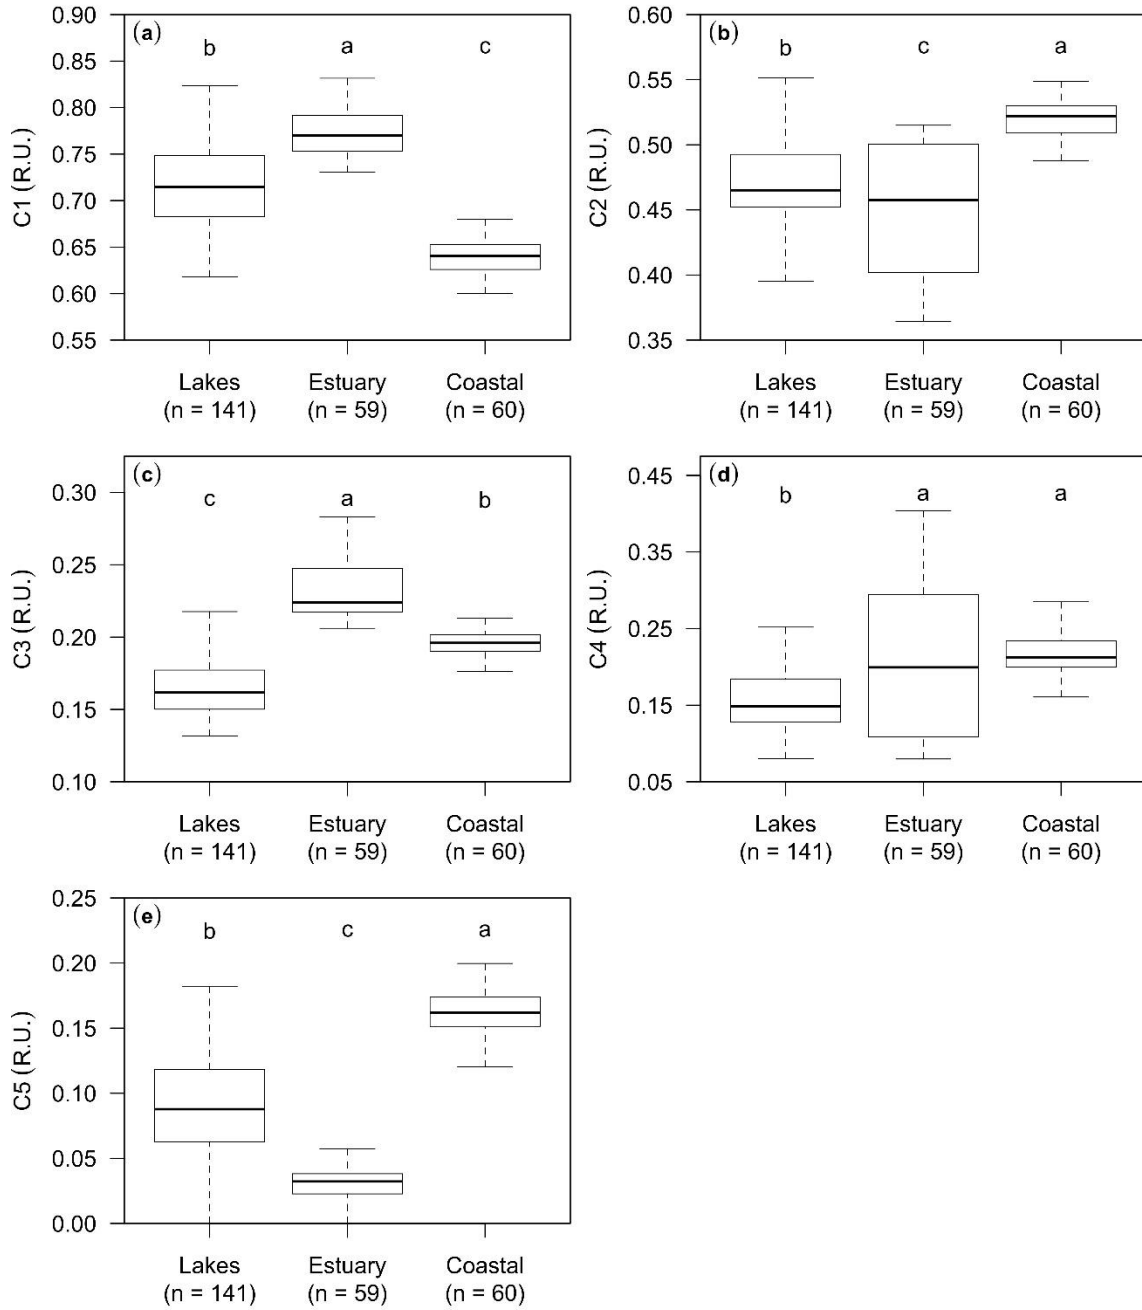 (a)
b a c
C1 (R.U.)
0.90
0.85
0.80
0.75
0.70
0.65
0.60
0.55
Lakes Estuary Coastal
(n = 141) (n = 59) (n = 60)
(b)
b c a
C2 (R.U.)
0.60
0.55
0.50
0.45
0.40
0.35
Lakes Estuary Coastal
(n = 141) (n = 59) (n = 60)
(c)
c a b
C3 (R.U.)
0.30
0.25
0.20
0.15
0.10
Lakes Estuary Coastal
(n = 141) (n = 59) (n = 60)
(d)
b a a
C4 (R.U.)
0.45
0.35
0.25
0.15
0.05
Lakes Estuary Coastal
(n = 141) (n = 59) (n = 60)
(e)
b c a
C5 (R.U.)
0.25
0.20
0.15
0.10
0.05
0.00
Lakes Estuary Coastal
(n = 141) (n = 59) (n = 60)